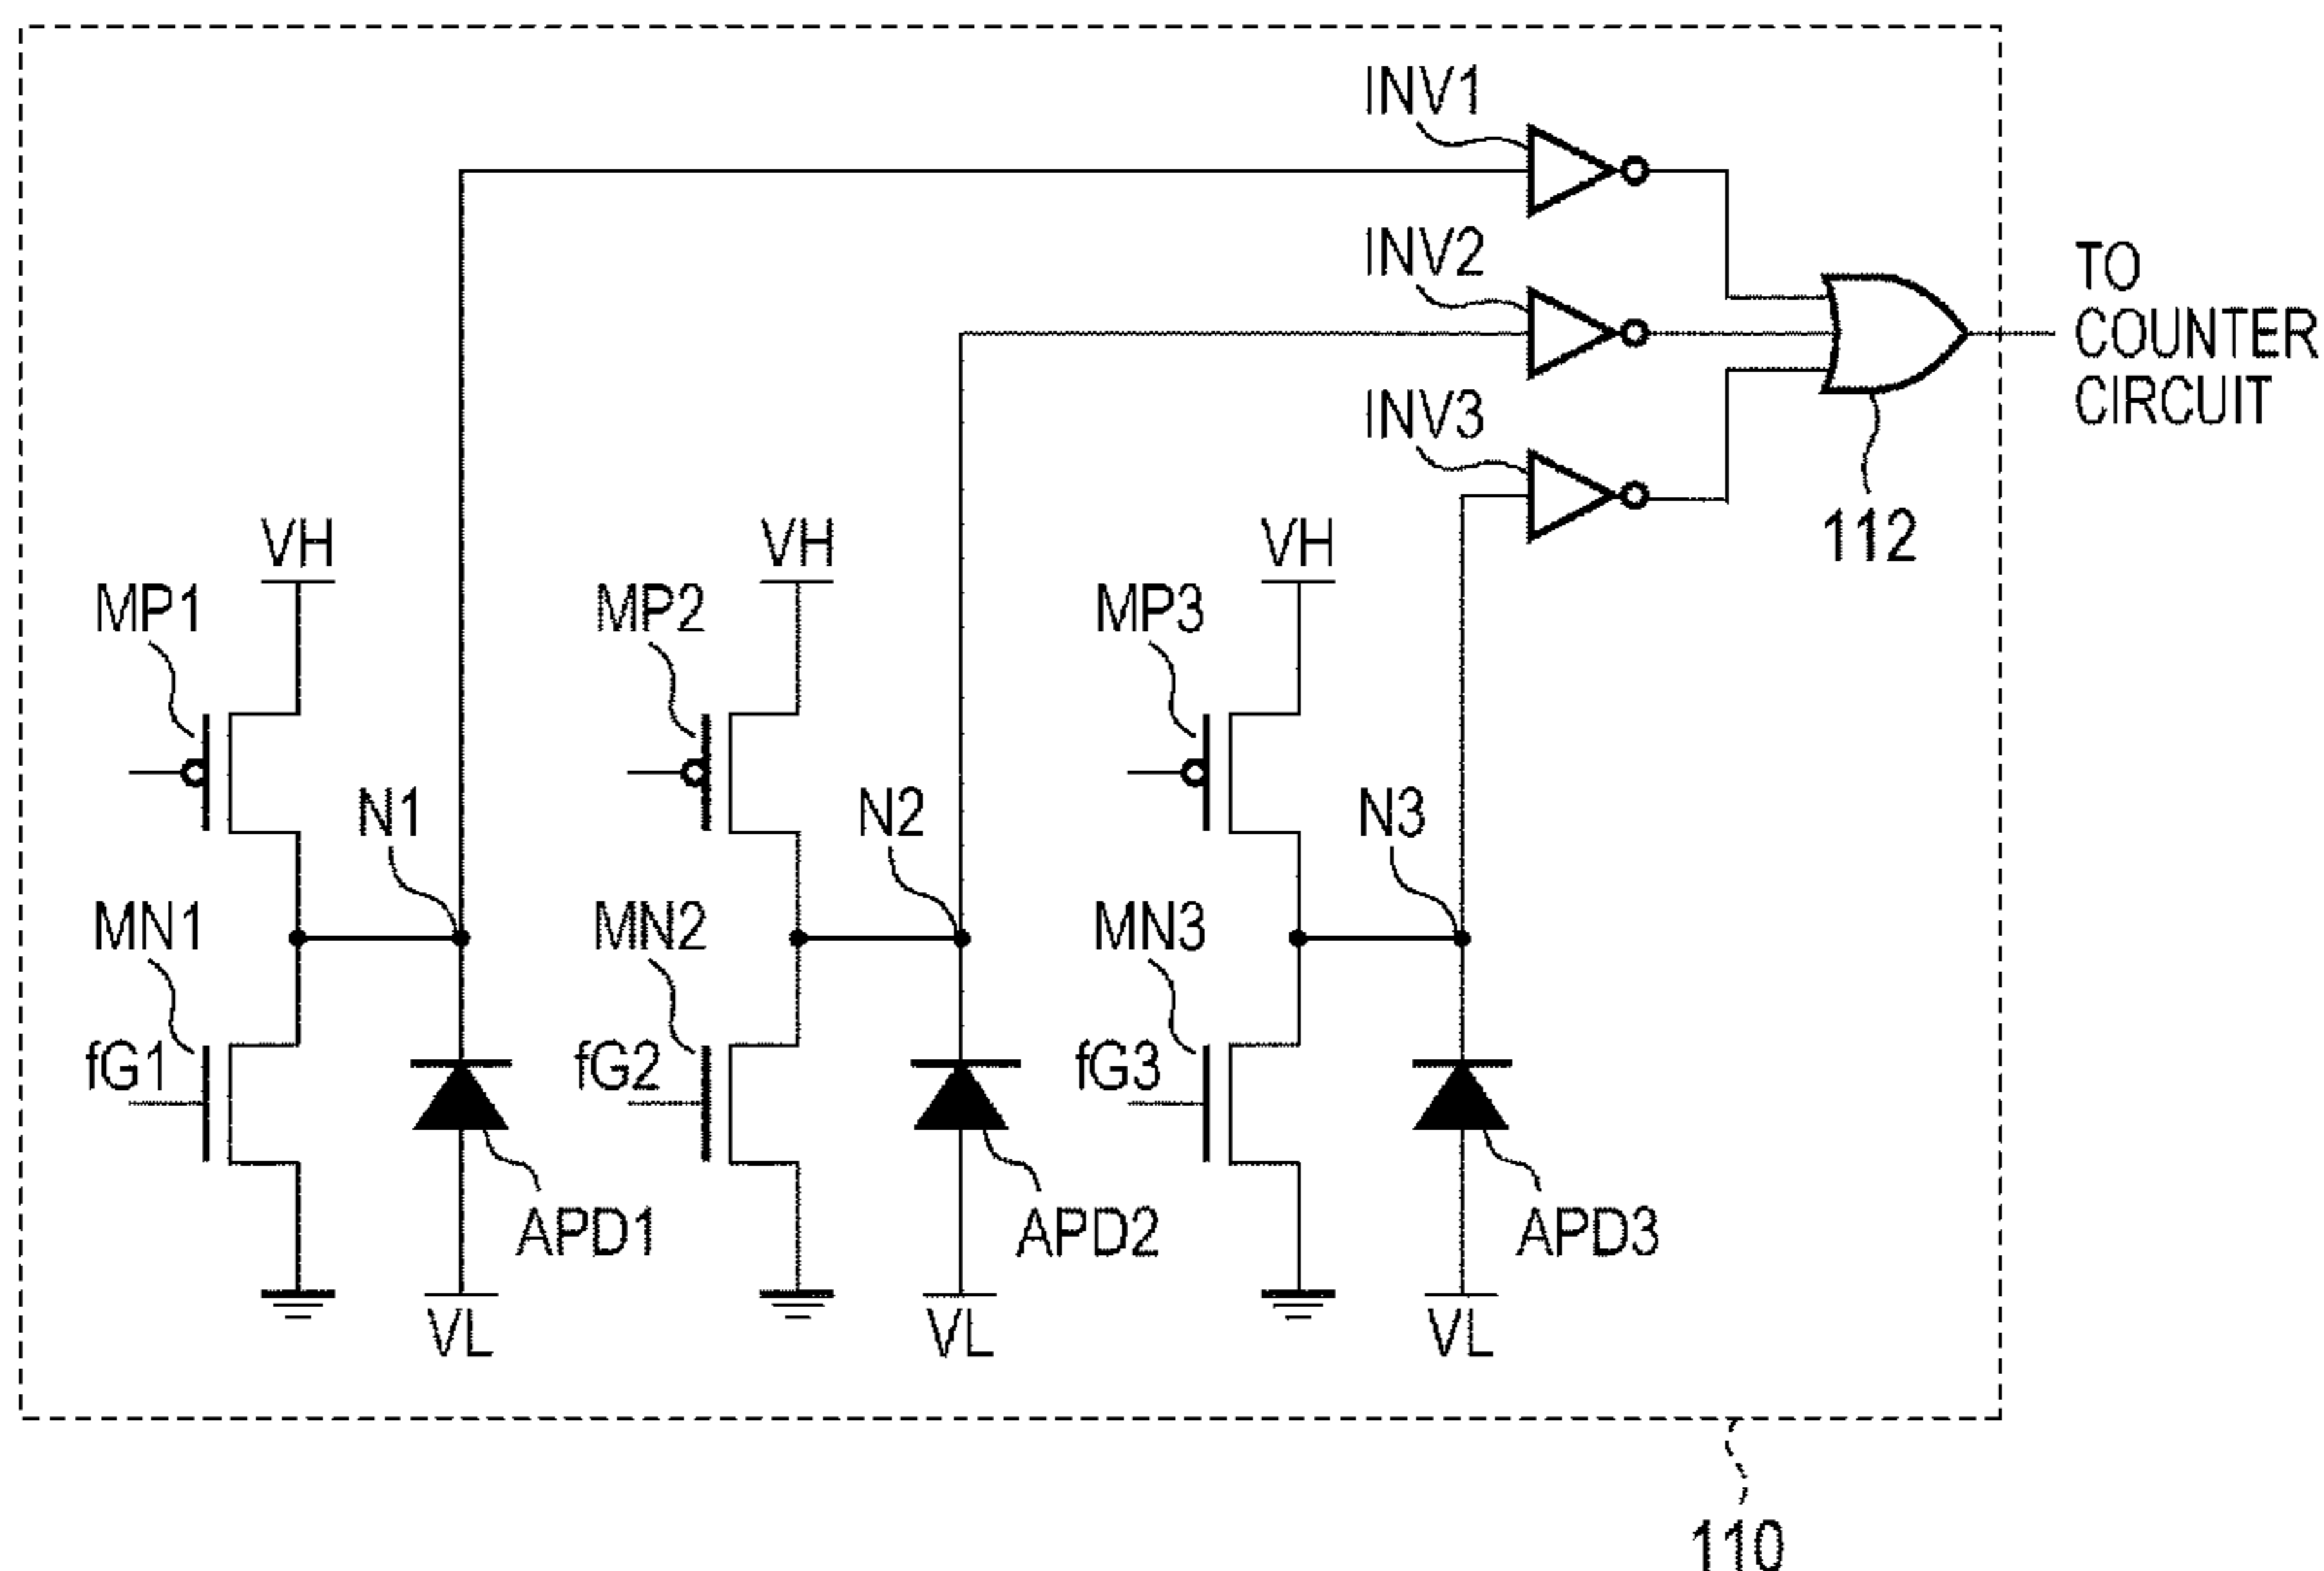 INV1
INV2
TO
COUNTER
CIRCUIT
INV3
112
VH
VH
VH
MP1
MP2
MP3
N1
N2
N3
MN1
MN2
MN3
fG1
fG2
fG3
APD1
APD2
APD3
VL
VL
VL
110